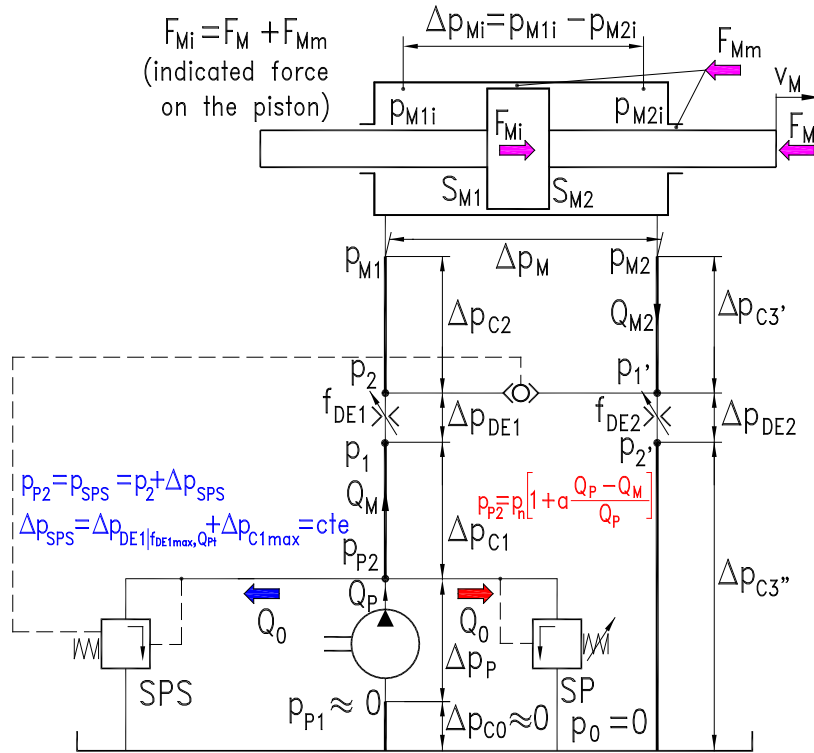 F_Mi = F_M + F_Mm
(indicated force
on the piston)
Δp_Mi = p_M1i − p_M2i
F_Mm
v_M
p_M1i
p_M2i
F_Mi
F_M
S_M1
S_M2
p_M1
Δp_M
p_M2
Δp_C2
Q_M2
Δp_C3'
p_2
p_1'
f_DE1
Δp_DE1
f_DE2
Δp_DE2
p_1
p_2'
p_P2 = p_SPS = p_2 + Δp_SPS
Q_M
p_P2 = p_n[1 + a (Q_P − Q_M)/Q_P]
Δp_SPS = Δp_DE1|f_DE1max, Q_Pt + Δp_C1max = cte
Δp_C1
p_P2
Δp_C3"
Q_P
Q_0
Q_0
Δp_P
SPS
SP
p_P1 ≈ 0
Δp_C0 ≈ 0
p_0 = 0